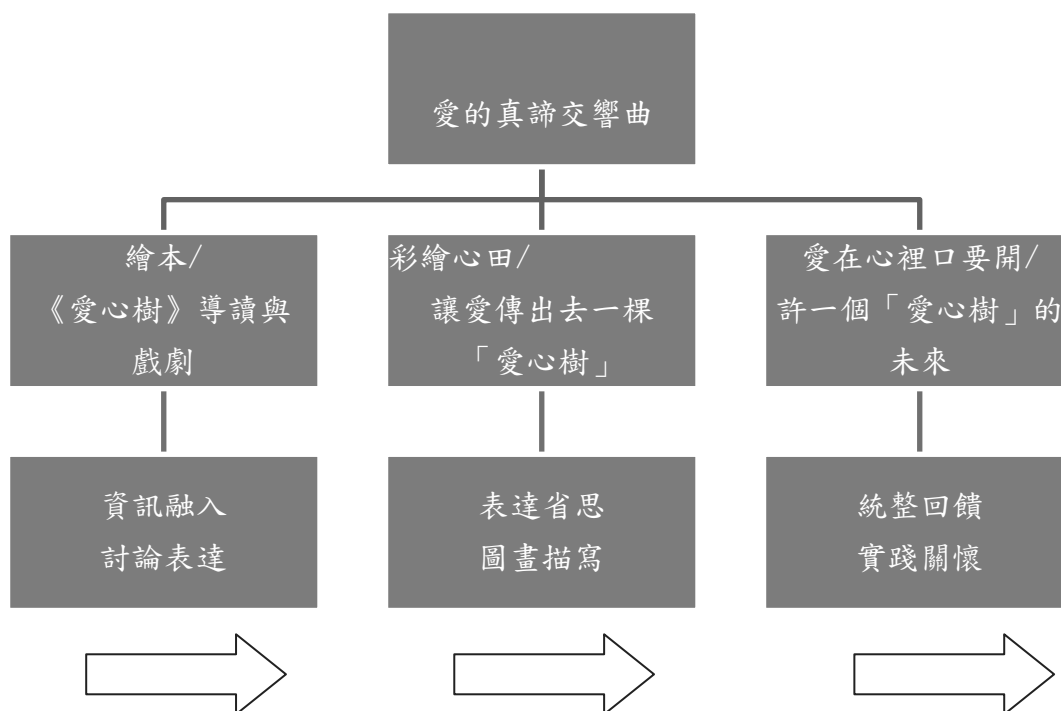 愛的真諦交響曲
繪本/
《愛心樹》導讀與
戲劇
彩繪心田/
讓愛傳出去一棵
「愛心樹」
愛在心裡口要開/
許一個「愛心樹」的
未來
資訊融入
討論表達
表達省思
圖畫描寫
統整回饋
實踐關懷